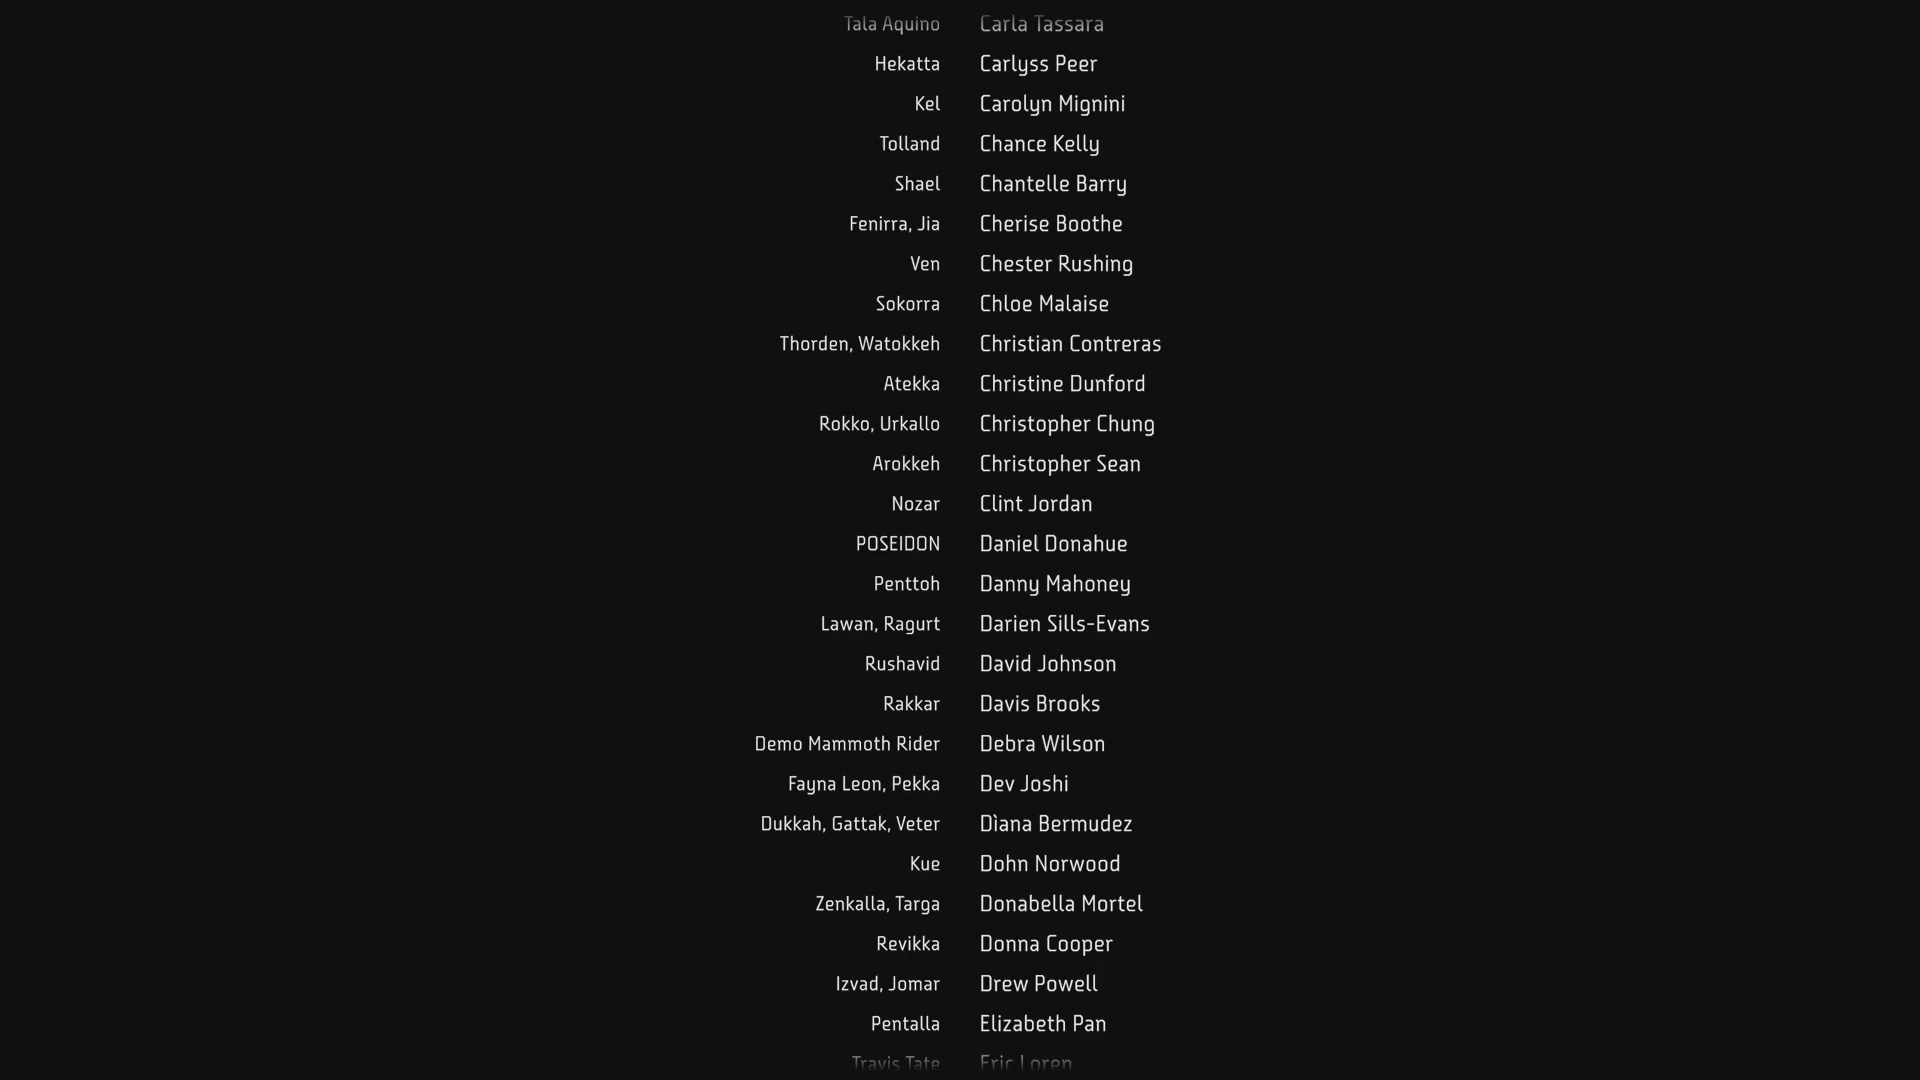 Tala Aquino Carla Tassara
Hekatta Carlyss Peer
Kel Carolyn Mignini
Tolland Chance Kelly
Shael Chantelle Barry
Fenirra, Jia Cherise Boothe
Ven Chester Rushing
Sokorra Chloe Malaise
Thorden, Watokkeh Christian Contreras
Atekka Christine Dunford
Rokko, Urkallo Christopher Chung
Arokkeh Christopher Sean
Nozar Clint Jordan
POSEIDON Daniel Donahue
Penttoh Danny Mahoney
Lawan, Ragurt Darien Sills-Evans
Rushavid David Johnson
Rakkar Davis Brooks
Demo Mammoth Rider Debra Wilson
Fayna Leon, Pekka Dev Joshi
Dukkah, Gattak, Veter Dìana Bermudez
Kue Dohn Norwood
Zenkalla, Targa Donabella Mortel
Revikka Donna Cooper
Izvad, Jomar Drew Powell
Pentalla Elizabeth Pan
Travis Tate Eric Loren